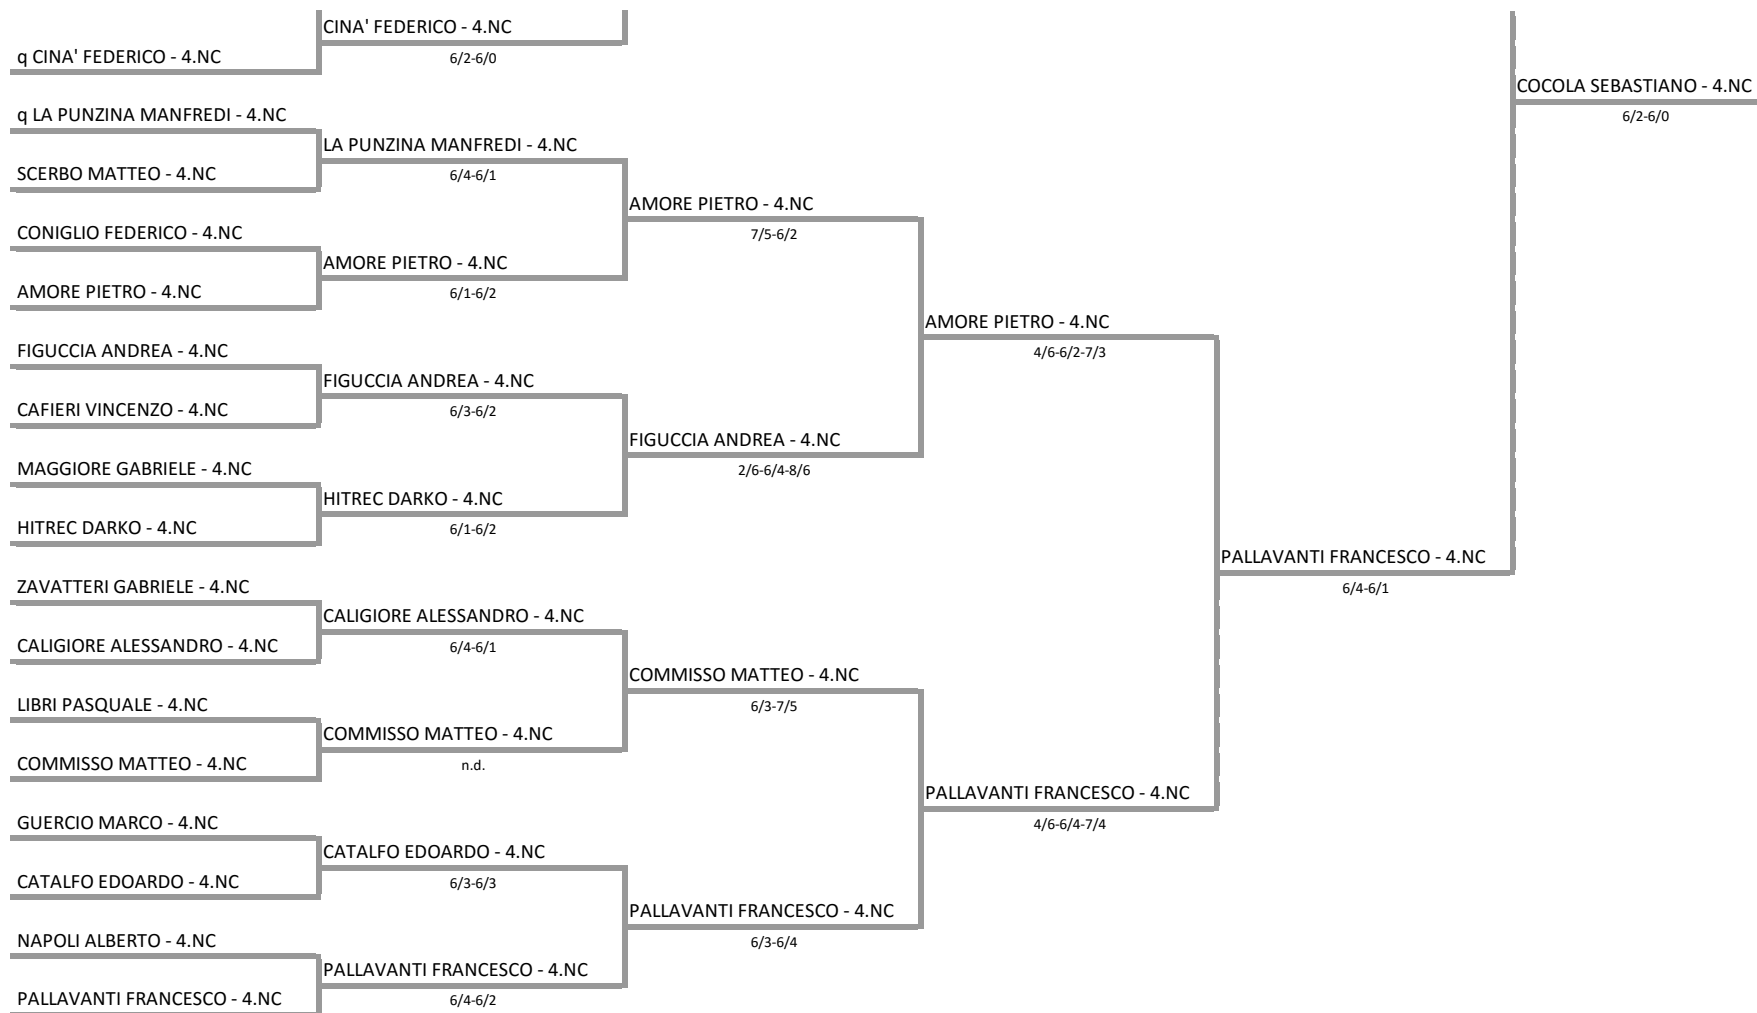 CINA' FEDERICO - 4.NC
q CINA' FEDERICO - 4.NC
6/2-6/0
COCOLA SEBASTIANO - 4.NC
6/2-6/0
q LA PUNZINA MANFREDI - 4.NC
LA PUNZINA MANFREDI - 4.NC
SCERBO MATTEO - 4.NC
6/4-6/1
AMORE PIETRO - 4.NC
CONIGLIO FEDERICO - 4.NC
7/5-6/2
AMORE PIETRO - 4.NC
AMORE PIETRO - 4.NC
6/1-6/2
AMORE PIETRO - 4.NC
FIGUCCIA ANDREA - 4.NC
4/6-6/2-7/3
FIGUCCIA ANDREA - 4.NC
CAFIERI VINCENZO - 4.NC
6/3-6/2
FIGUCCIA ANDREA - 4.NC
MAGGIORE GABRIELE - 4.NC
2/6-6/4-8/6
HITREC DARKO - 4.NC
HITREC DARKO - 4.NC
6/1-6/2
PALLAVANTI FRANCESCO - 4.NC
ZAVATTERI GABRIELE - 4.NC
6/4-6/1
CALIGIORE ALESSANDRO - 4.NC
CALIGIORE ALESSANDRO - 4.NC
6/4-6/1
COMMISSO MATTEO - 4.NC
LIBRI PASQUALE - 4.NC
6/3-7/5
COMMISSO MATTEO - 4.NC
COMMISSO MATTEO - 4.NC
n.d.
PALLAVANTI FRANCESCO - 4.NC
GUERCIO MARCO - 4.NC
4/6-6/4-7/4
CATALFO EDOARDO - 4.NC
CATALFO EDOARDO - 4.NC
6/3-6/3
PALLAVANTI FRANCESCO - 4.NC
NAPOLI ALBERTO - 4.NC
6/3-6/4
PALLAVANTI FRANCESCO - 4.NC
PALLAVANTI FRANCESCO - 4.NC
6/4-6/2